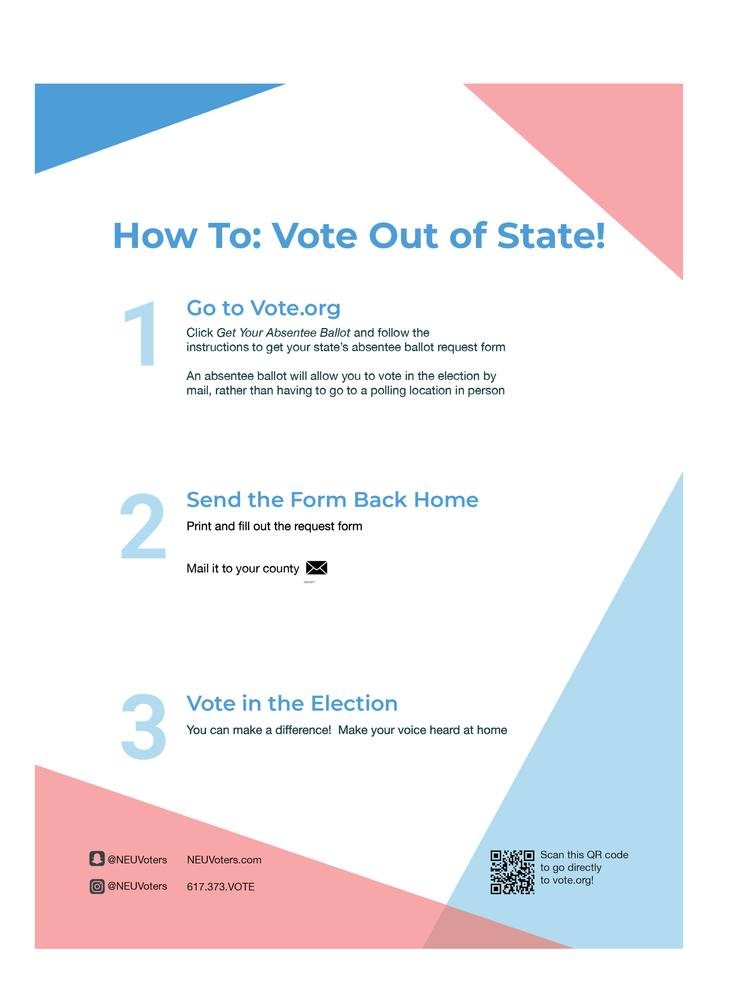 How To: Vote Out of State!
1
Go to Vote.org
Click Get Your Absentee Ballot and follow the
instructions to get your state's absentee ballot request form
An absentee ballot will allow you to vote in the election by
mail, rather than having to go to a polling location in person
2
Send the Form Back Home
Print and fill out the request form
Mail it to your county
3
Vote in the Election
You can make a difference!  Make your voice heard at home
@NEUVoters
NEUVoters.com
@NEUVoters
617.373.VOTE
Scan this QR code
to go directly
to vote.org!